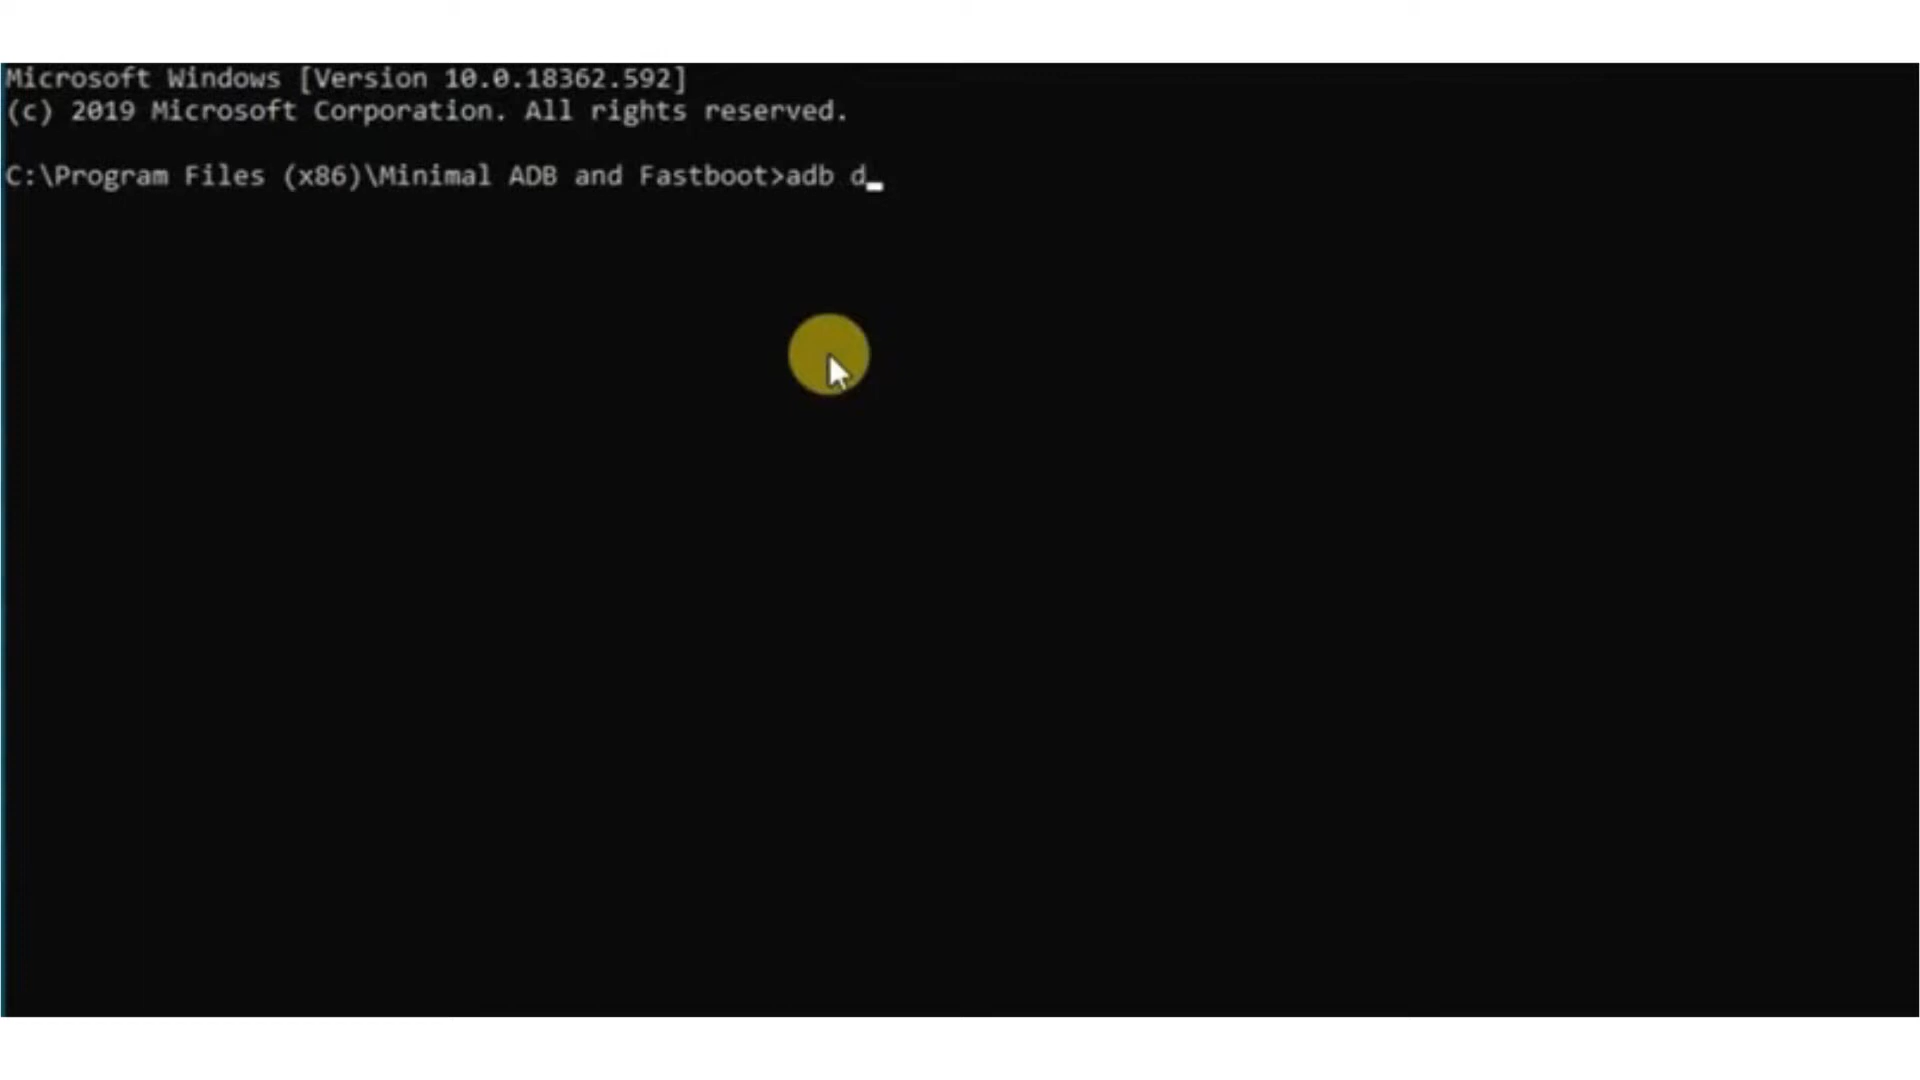 Microsoft Windows [Version 10.0.18362.592]
(c) 2019 Microsoft Corporation. All rights reserved.
C:\Program Files (x86)\Minimal ADB and Fastboot>adb d_